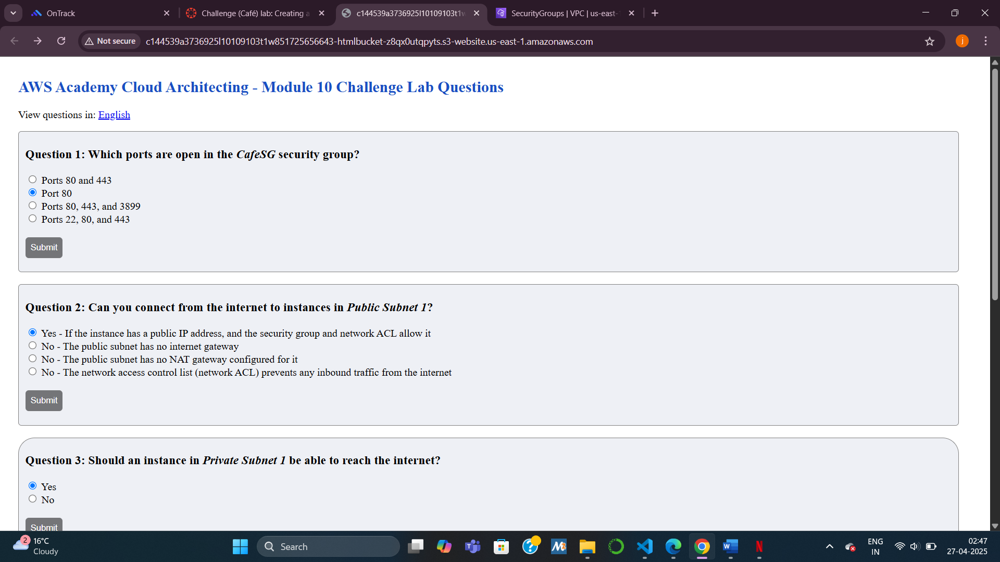 OnTrack
Challenge (Café) lab: Creating a
c144539a3736925l10109103t1w
SecurityGroups | VPC | us-east-
Not secure
c144539a3736925l10109103t1w851725656643-htmlbucket-z8qx0utqpyts.s3-website.us-east-1.amazonaws.com
j
AWS Academy Cloud Architecting - Module 10 Challenge Lab Questions
View questions in: English
Question 1: Which ports are open in the CafeSG security group?
Ports 80 and 443
Port 80
Ports 80, 443, and 3899
Ports 22, 80, and 443
Submit
Question 2: Can you connect from the internet to instances in Public Subnet 1?
Yes - If the instance has a public IP address, and the security group and network ACL allow it
No - The public subnet has no internet gateway
No - The public subnet has no NAT gateway configured for it
No - The network access control list (network ACL) prevents any inbound traffic from the internet
Submit
Question 3: Should an instance in Private Subnet 1 be able to reach the internet?
Yes
No
Submit
2
16°C
Cloudy
Search
ENG
IN
02:47
27-04-2025